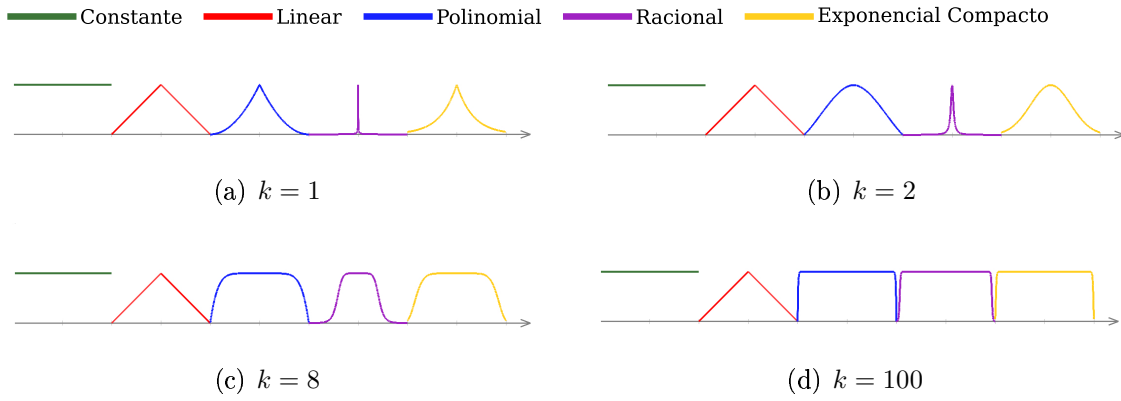 Constante Linear Polinomial Racional Exponencial Compacto
(a) k = 1 (b) k = 2
(c) k = 8 (d) k = 100